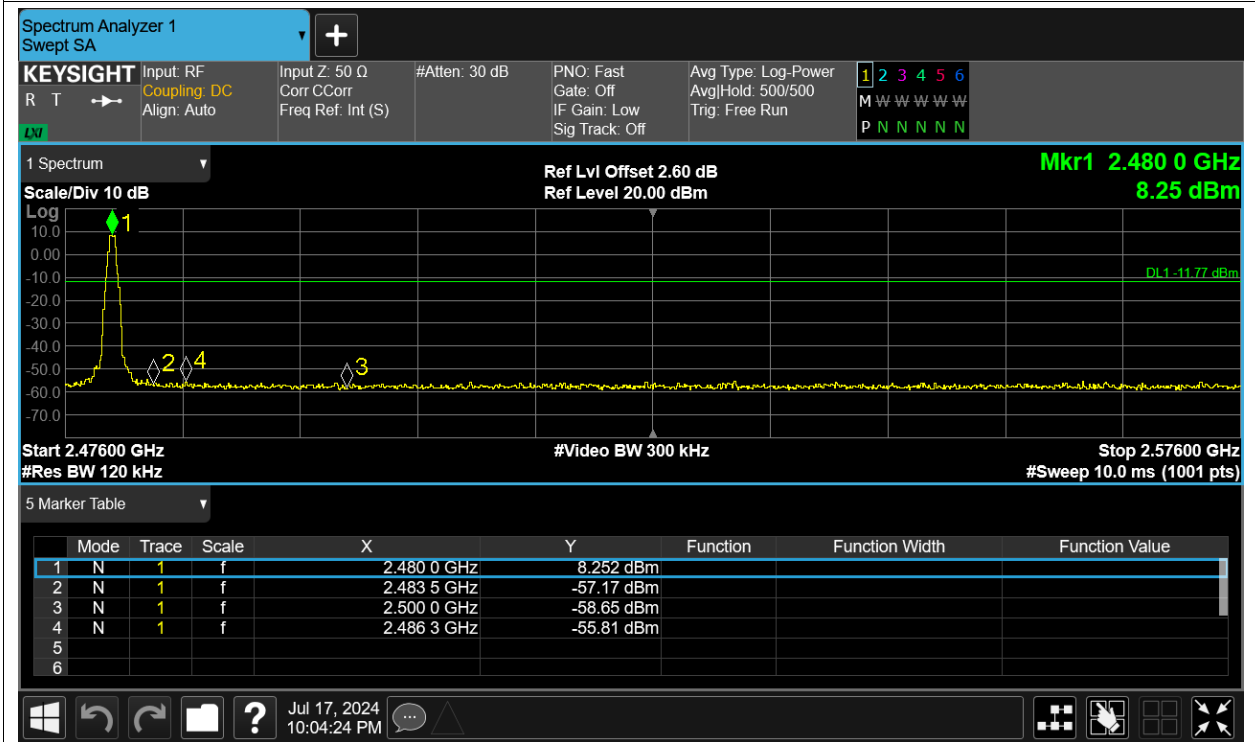 Spectrum Analyzer 1
Swept SA
+
KEYSIGHT
R T
LXI
Input: RF
Coupling: DC
Align: Auto
Input Z: 50 Ω
Corr CCorr
Freq Ref: Int (S)
#Atten: 30 dB
PNO: Fast
Gate: Off
IF Gain: Low
Sig Track: Off
Avg Type: Log-Power
Avg|Hold: 500/500
Trig: Free Run
1 2 3 4 5 6
M W W W W W
P N N N N N
1 Spectrum
Scale/Div 10 dB
Ref Lvl Offset 2.60 dB
Ref Level 20.00 dBm
Mkr1 2.480 0 GHz
8.25 dBm
Log
10.0
0.00
-10.0
-20.0
-30.0
-40.0
-50.0
-60.0
-70.0
1
2
4
3
DL1 -11.77 dBm
Start 2.47600 GHz
#Res BW 120 kHz
#Video BW 300 kHz
Stop 2.57600 GHz
#Sweep 10.0 ms (1001 pts)
5 Marker Table
Mode Trace Scale X Y Function Function Width Function Value
1 N 1 f 2.480 0 GHz 8.252 dBm
2 N 1 f 2.483 5 GHz -57.17 dBm
3 N 1 f 2.500 0 GHz -58.65 dBm
4 N 1 f 2.486 3 GHz -55.81 dBm
5
6
?
Jul 17, 2024
10:04:24 PM